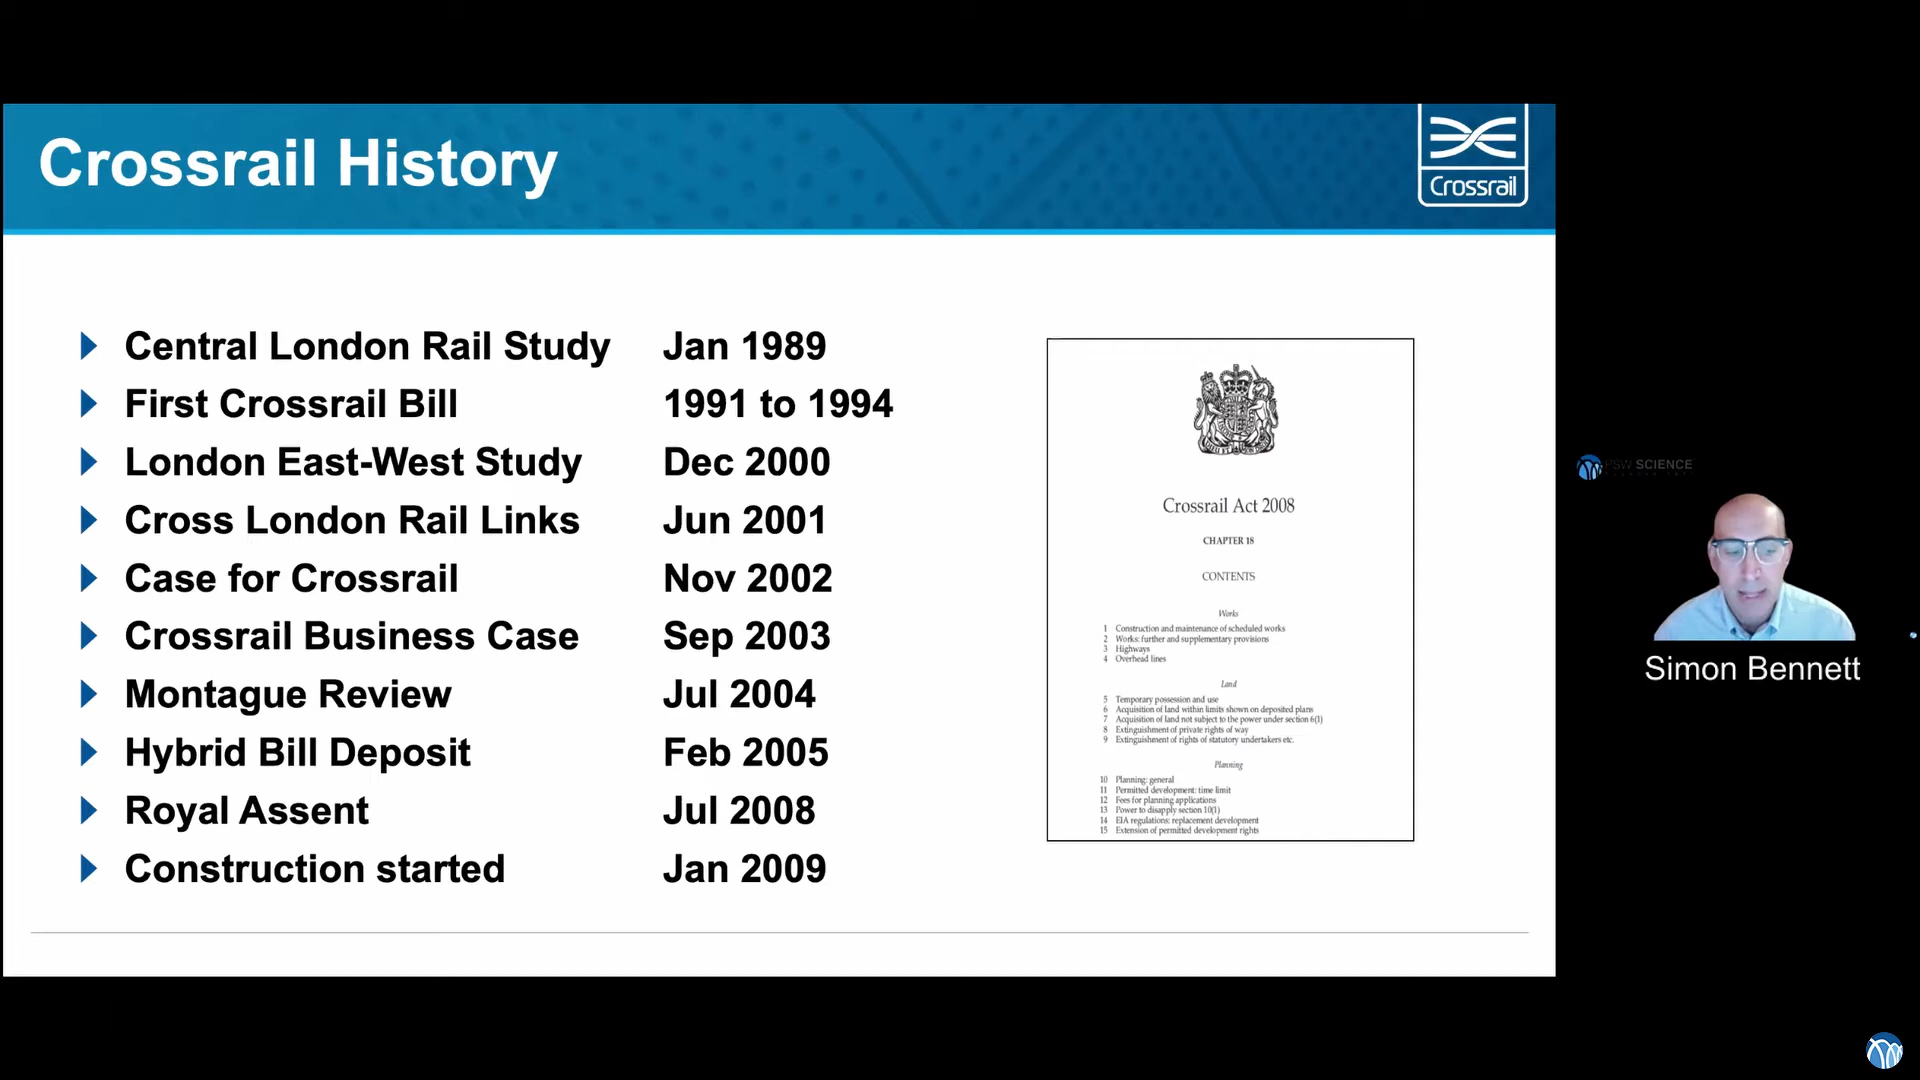 Crossrail History
Crossrail
Central London Rail Study Jan 1989
First Crossrail Bill 1991 to 1994
London East-West Study Dec 2000
Cross London Rail Links Jun 2001
Case for Crossrail Nov 2002
Crossrail Business Case Sep 2003
Montague Review Jul 2004
Hybrid Bill Deposit Feb 2005
Royal Assent Jul 2008
Construction started Jan 2009
Crossrail Act 2008
CHAPTER 18
CONTENTS
Works
1 Construction and maintenance of scheduled works
2 Works: further and supplementary provisions
3 Highways
4 Overhead lines
Land
5 Temporary possession and use
6 Acquisition of land within limits shown on deposited plans
7 Acquisition of land not subject to the power under section 6(1)
8 Extinguishment of private rights of way
9 Extinguishment of rights of statutory undertakers etc.
Planning
10 Planning: general
11 Permitted development: time limit
12 Fees for planning applications
13 Power to disapply section 10(1)
14 EIA regulations: replacement development
15 Extension of permitted development rights
PSW SCIENCE
Simon Bennett